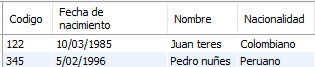 Codigo Fecha de nacimiento Nombre Nacionalidad
122 10/03/1985 Juan teres Colombiano
345 5/02/1996 Pedro nuñes Peruano